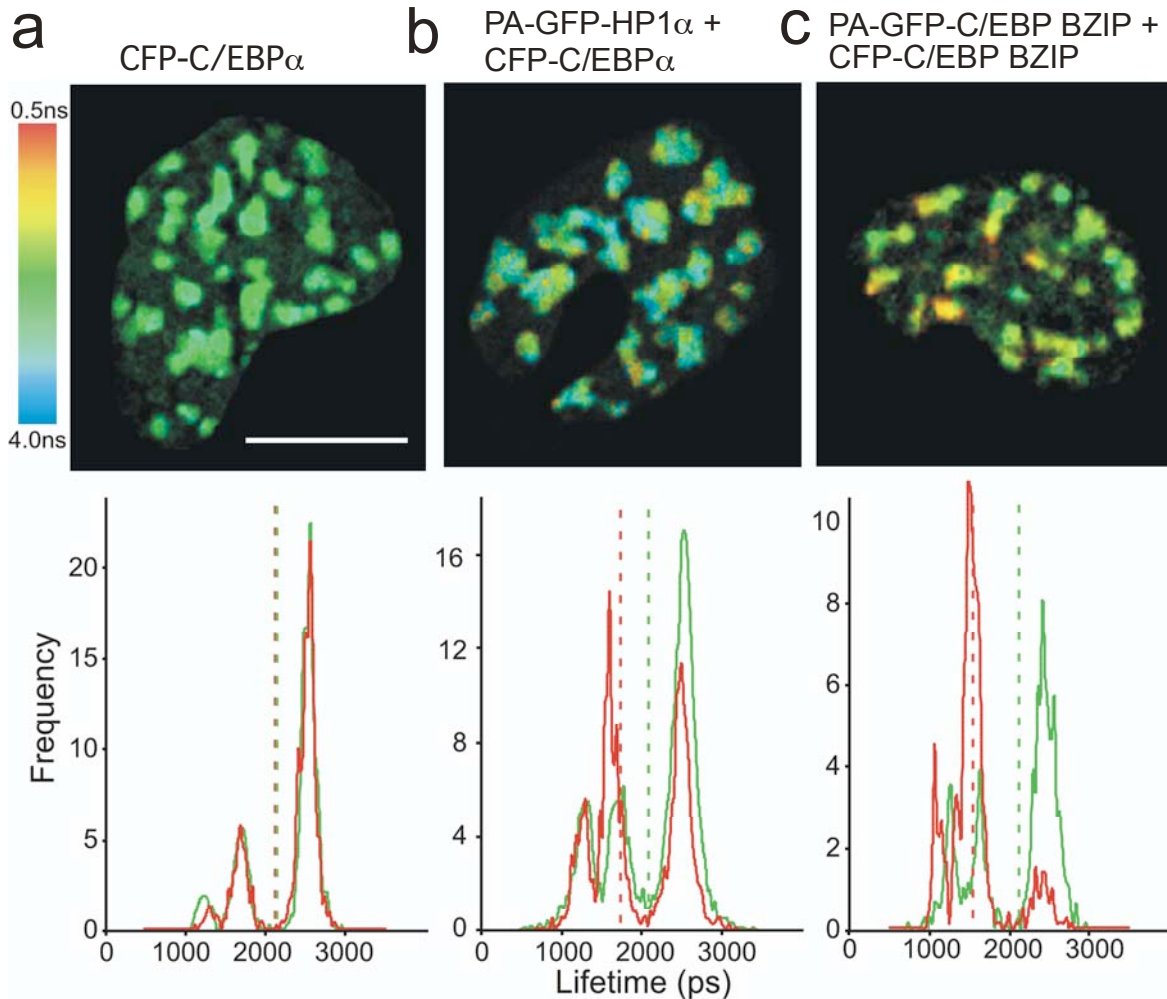 a
CFP-C/EBPα
b
PA-GFP-HP1α +
CFP-C/EBPα
c
PA-GFP-C/EBP BZIP +
CFP-C/EBP BZIP
0.5ns
4.0ns
Frequency
20
15
10
5
0
0 1000 2000 3000
16
12
8
4
0
0 1000 2000 3000
10
8
6
4
2
0
0 1000 2000 3000
Lifetime (ps)